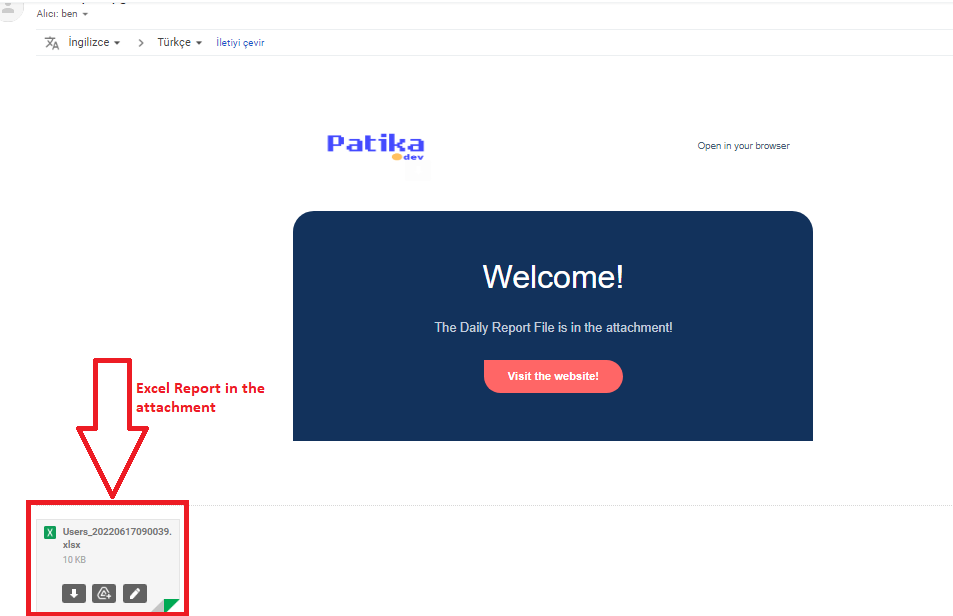 Alıcı: ben
İngilizce
Türkçe
İletiyi çevir
Patika
dev
Open in your browser
Welcome!
The Daily Report File is in the attachment!
Visit the website!
Excel Report in the
attachment
X
Users_20220617090039.
xlsx
10 KB